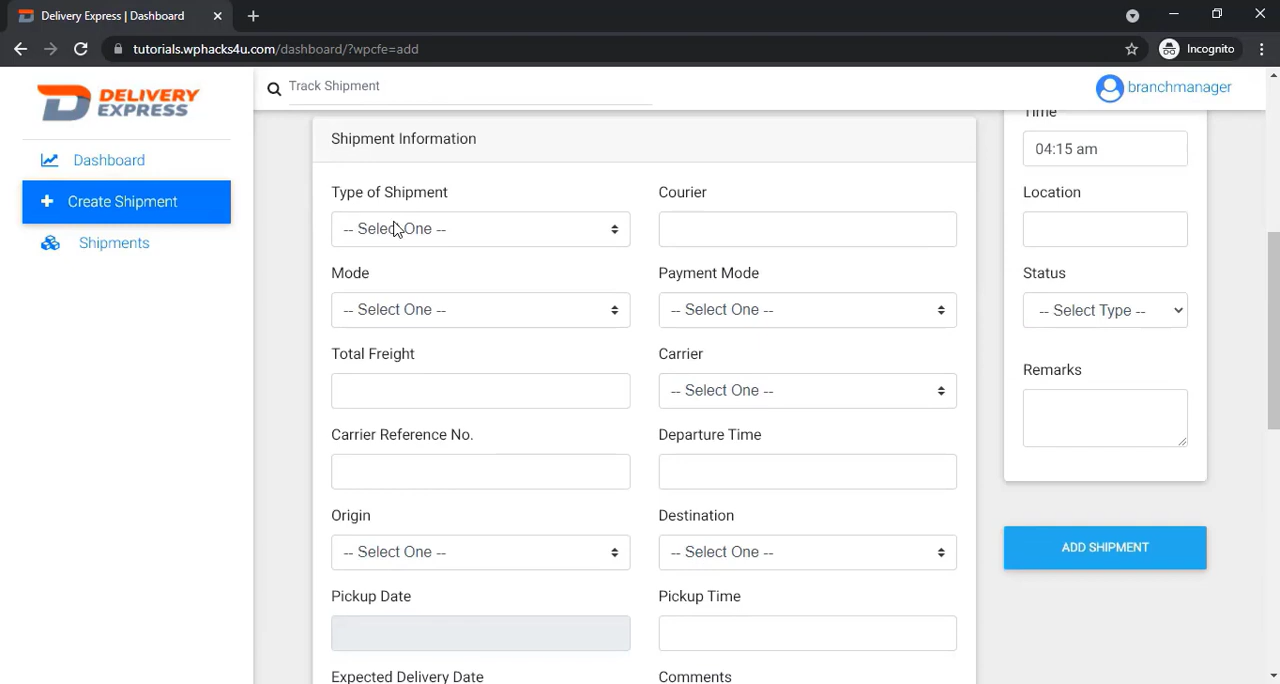 Delivery Express | Dashboard
tutorials.wphacks4u.com/dashboard/?wpcfe=add
Incognito
DELIVERY
EXPRESS
Track Shipment
branchmanager
Dashboard
Create Shipment
Shipments
Shipment Information
Type of Shipment
-- Select One --
Courier
Mode
-- Select One --
Payment Mode
-- Select One --
Total Freight
Carrier
-- Select One --
Carrier Reference No.
Departure Time
Origin
-- Select One --
Destination
-- Select One --
Pickup Date
Pickup Time
Expected Delivery Date
Comments
Time
04:15 am
Location
Status
-- Select Type --
Remarks
ADD SHIPMENT